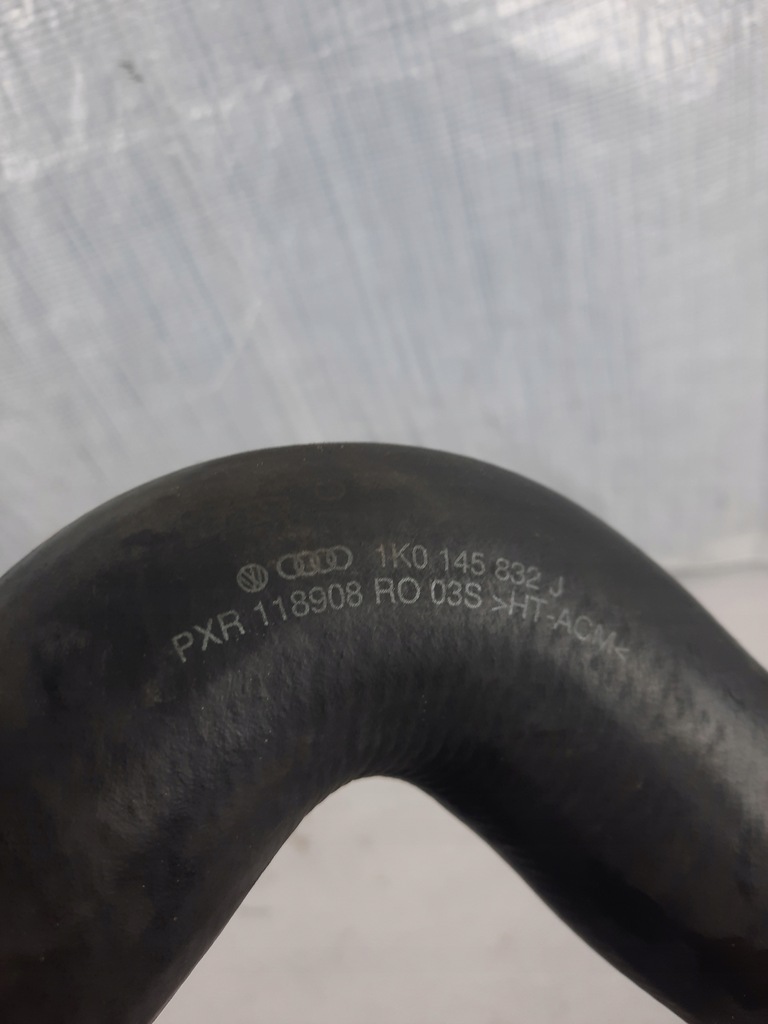 1K0 145 832 J
PXR 118908 RO 03S >HT-ACM<